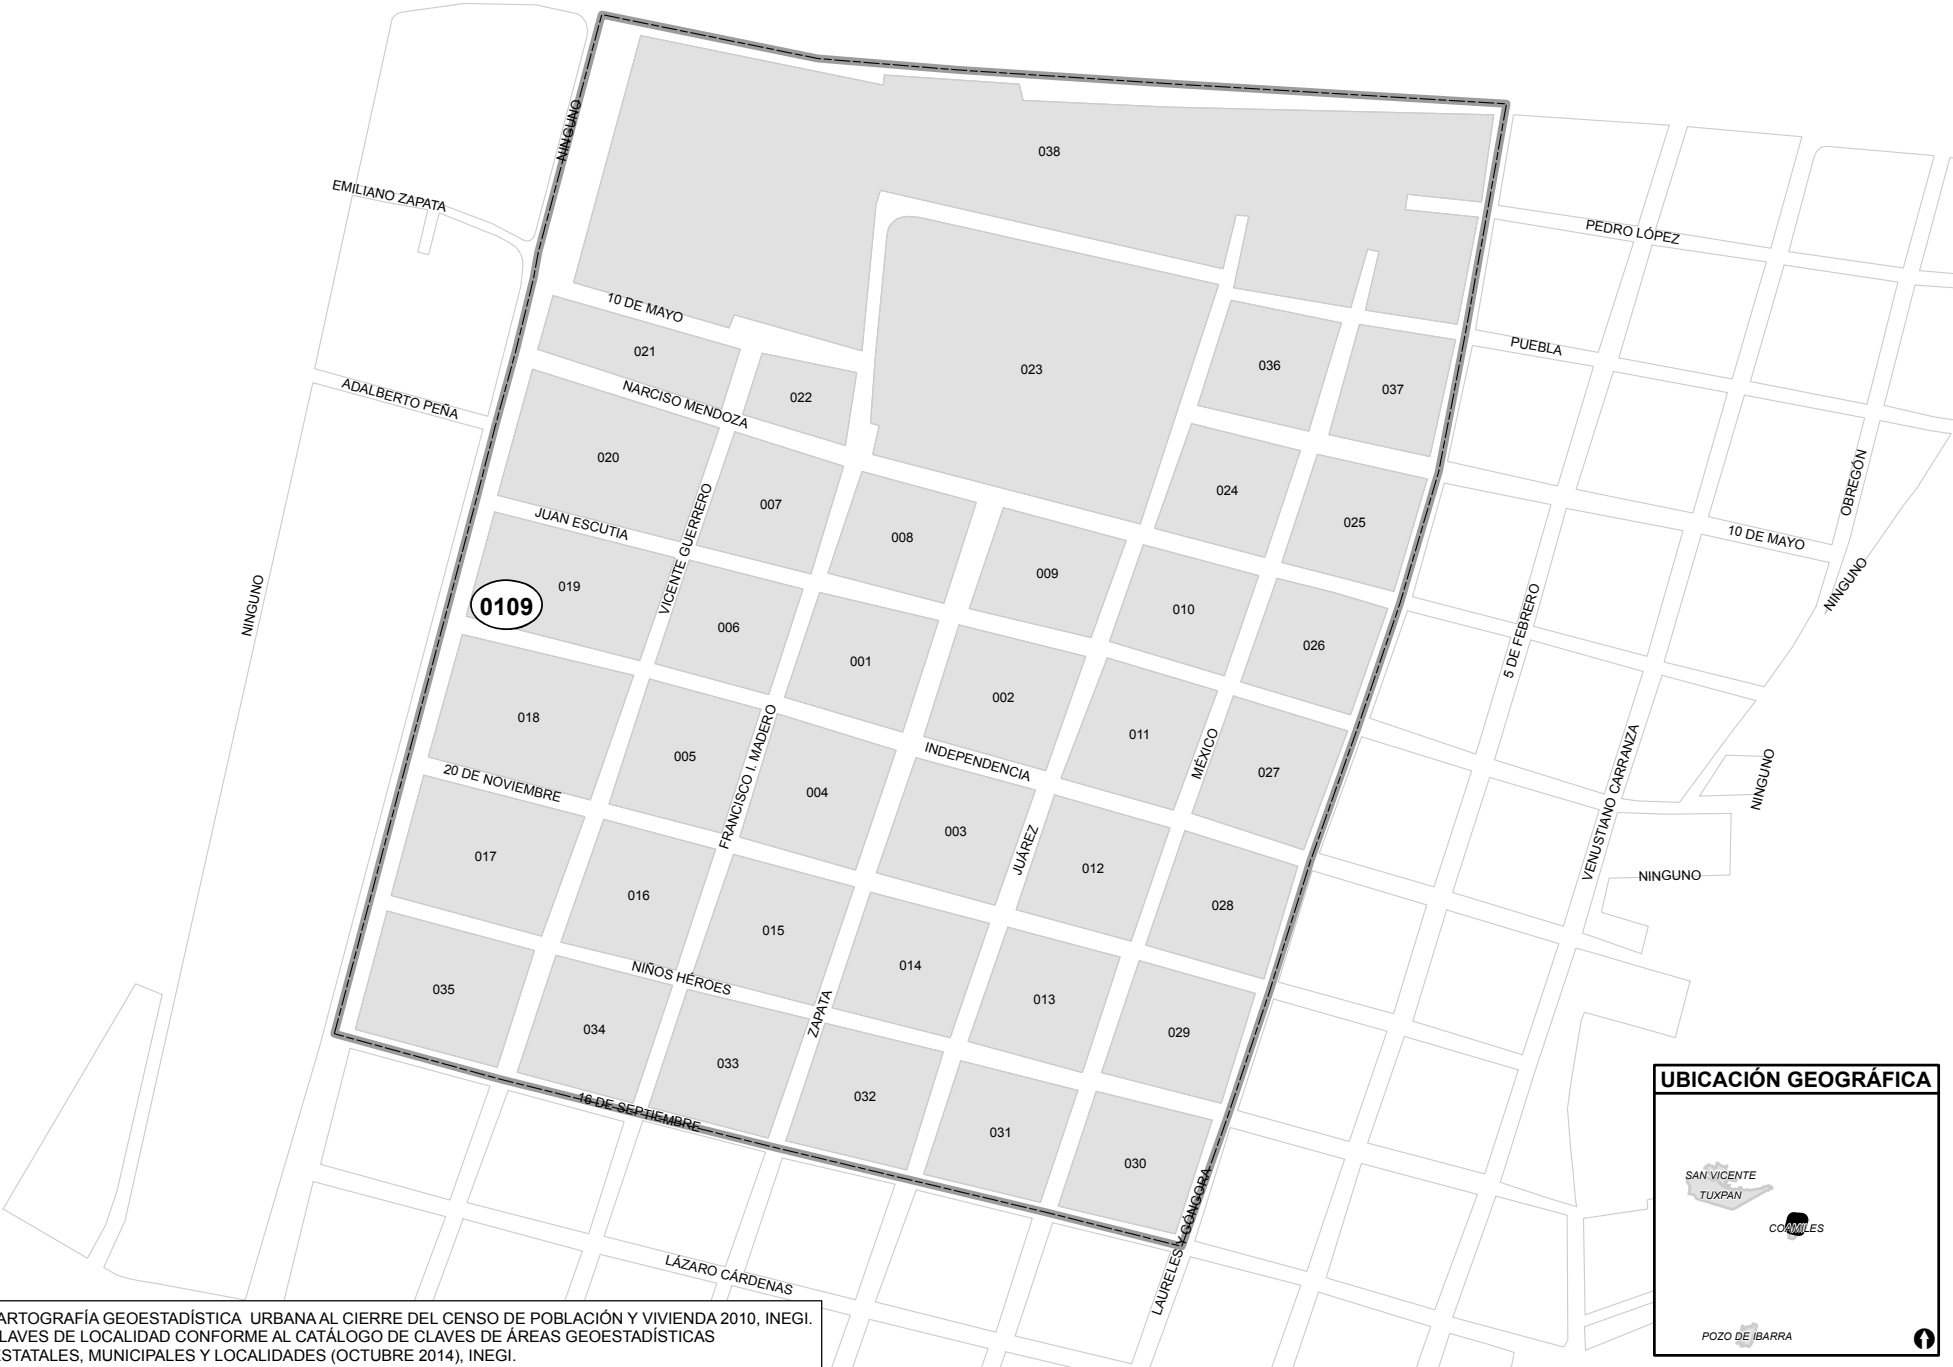 NINGUNO
038
EMILIANO ZAPATA
PEDRO LÓPEZ
10 DE MAYO
021
PUEBLA
023
036
NARCISO MENDOZA
ADALBERTO PEÑA
022
037
020
OBREGÓN
024
007
VICENTE GUERRERO
JUAN ESCUTIA
025
008
10 DE MAYO
009
NINGUNO
019
0109
NINGUNO
010
006
5 DE FEBRERO
026
001
002
018
011
FRANCISCO I. MADERO
005
INDEPENDENCIA
MÉXICO
027
20 DE NOVIEMBRE
NINGUNO
004
VENUSTIANO CARRANZA
003
JUÁREZ
017
012
NINGUNO
016
028
015
014
NIÑOS HÉROES
035
013
ZAPATA
034
029
033
UBICACIÓN GEOGRÁFICA
032
16 DE SEPTIEMBRE
031
030
SAN VICENTE
TUXPAN
LAURELES Y GÓNGORA
COAMILES
LÁZARO CÁRDENAS
POZO DE IBARRA
ARTOGRAFÍA GEOESTADÍSTICA URBANA AL CIERRE DEL CENSO DE POBLACIÓN Y VIVIENDA 2010, INEGI.
LAVES DE LOCALIDAD CONFORME AL CATÁLOGO DE CLAVES DE ÁREAS GEOESTADÍSTICAS
ESTATALES, MUNICIPALES Y LOCALIDADES (OCTUBRE 2014), INEGI.